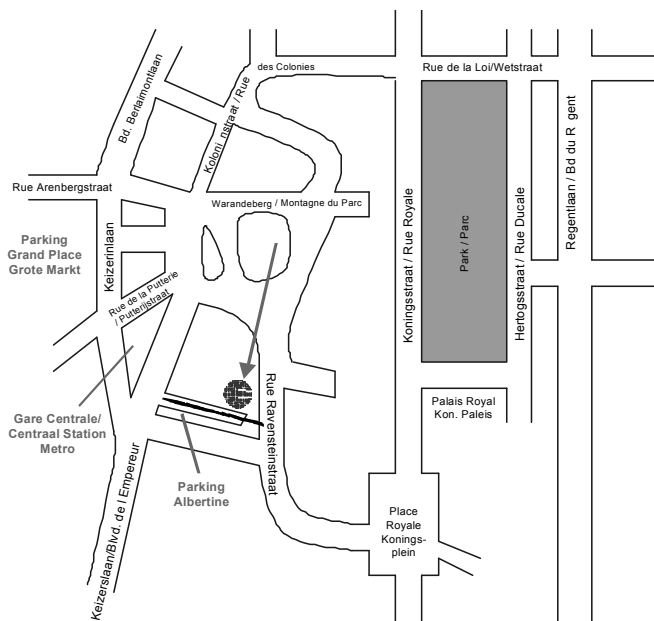 des Colonies
Rue de la Loi/Wetstraat
Bd. Berlaimontlaan
Koloni nstraat / Rue
Rue Arenbergstraat
Warandeberg / Montagne du Parc
Parking
Grand Place
Grote Markt
Keizerinlaan
Rue de la Putterie
/ Putterijstraat
Koningsstraat / Rue Royale
Park / Parc
Hertogsstraat / Rue Ducale
Regentlaan / Bd du R gent
Gare Centrale/
Centraal Station
Metro
Rue Ravensteinstraat
Palais Royal
Kon. Paleis
Parking
Albertine
Keizerslaan/Blvd. de l Empereur
Place
Royale
Konings-
plein